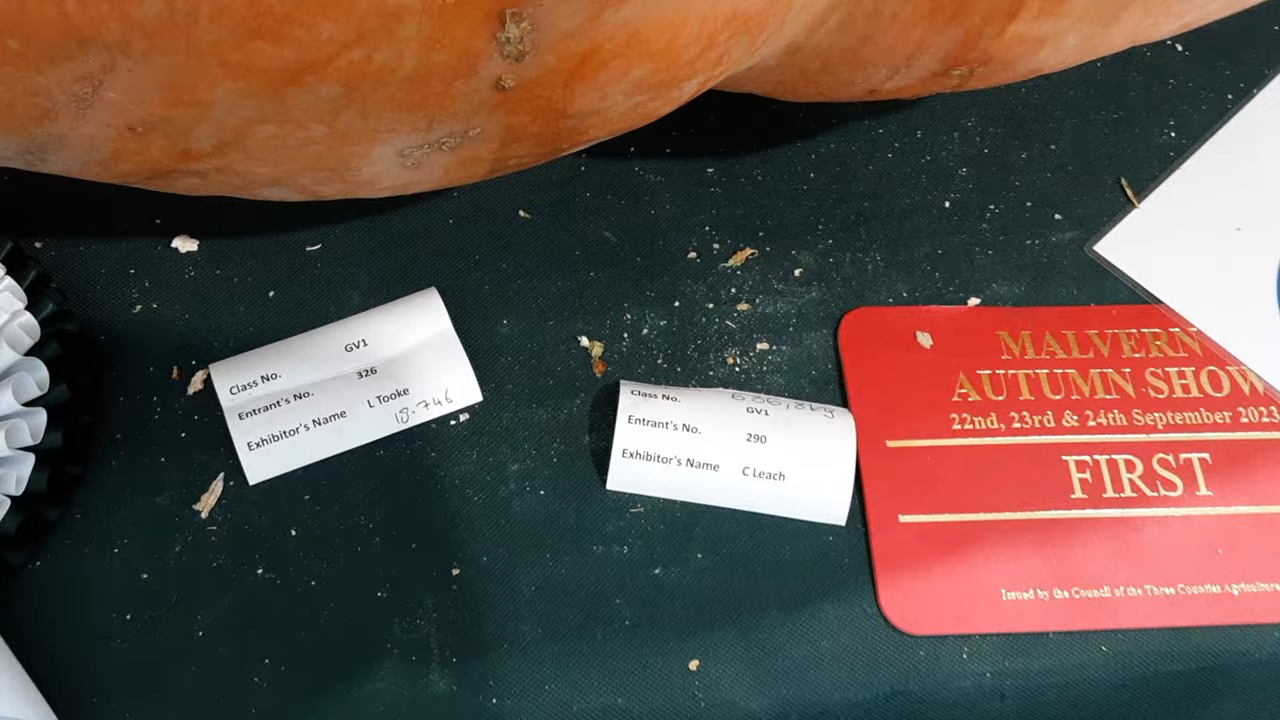 Class No. GV1
Entrant's No. 326
Exhibitor's Name L Tooke
18.746
Class No. GV1
Entrant's No. 290
Exhibitor's Name C Leach
MALVERN
AUTUMN SHOW
22nd, 23rd & 24th September 2023
FIRST
Issued by the Council of the Three Counties Agricultural